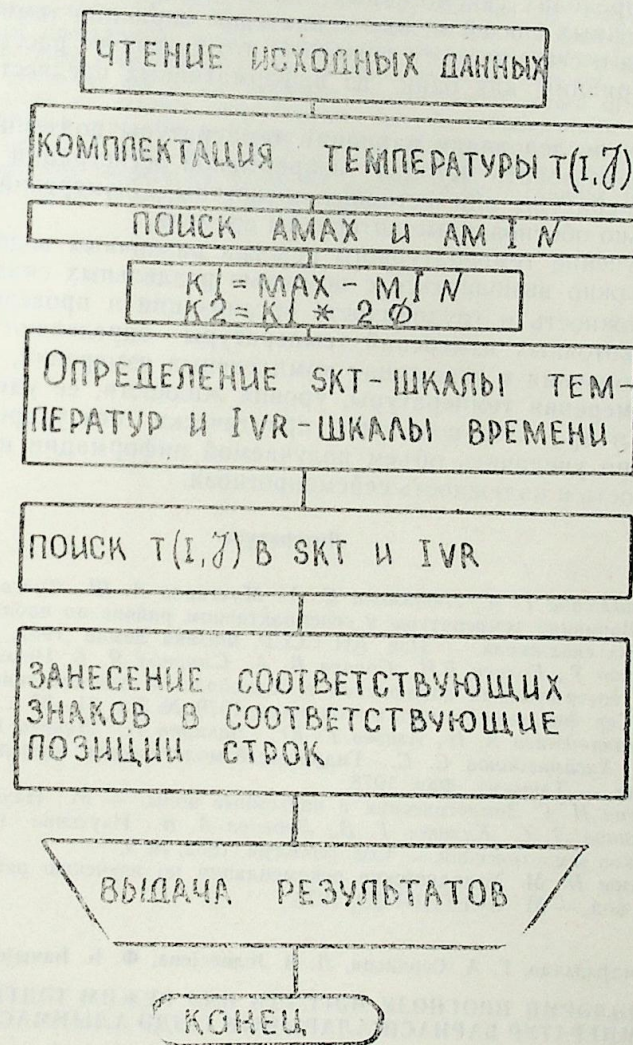 ЧТЕНИЕ ИСХОДНЫХ ДАННЫХ
КОМПЛЕКТАЦИЯ ТЕМПЕРАТУРЫ T(I,J)
ПОИСК AMAX И AMIN
K1=MAX-MIN
K2=K1*20
ОПРЕДЕЛЕНИЕ SKT-ШКАЛЫ ТЕМ-
ПЕРАТУР И IVR-ШКАЛЫ ВРЕМЕНИ
ПОИСК T(I,J) В SKT И IVR
ЗАНЕСЕНИЕ СООТВЕТСТВУЮЩИХ
ЗНАКОВ В СООТВЕТСТВУЮЩИЕ
ПОЗИЦИИ СТРОК
ВЫДАЧА РЕЗУЛЬТАТОВ
КОНЕЦ